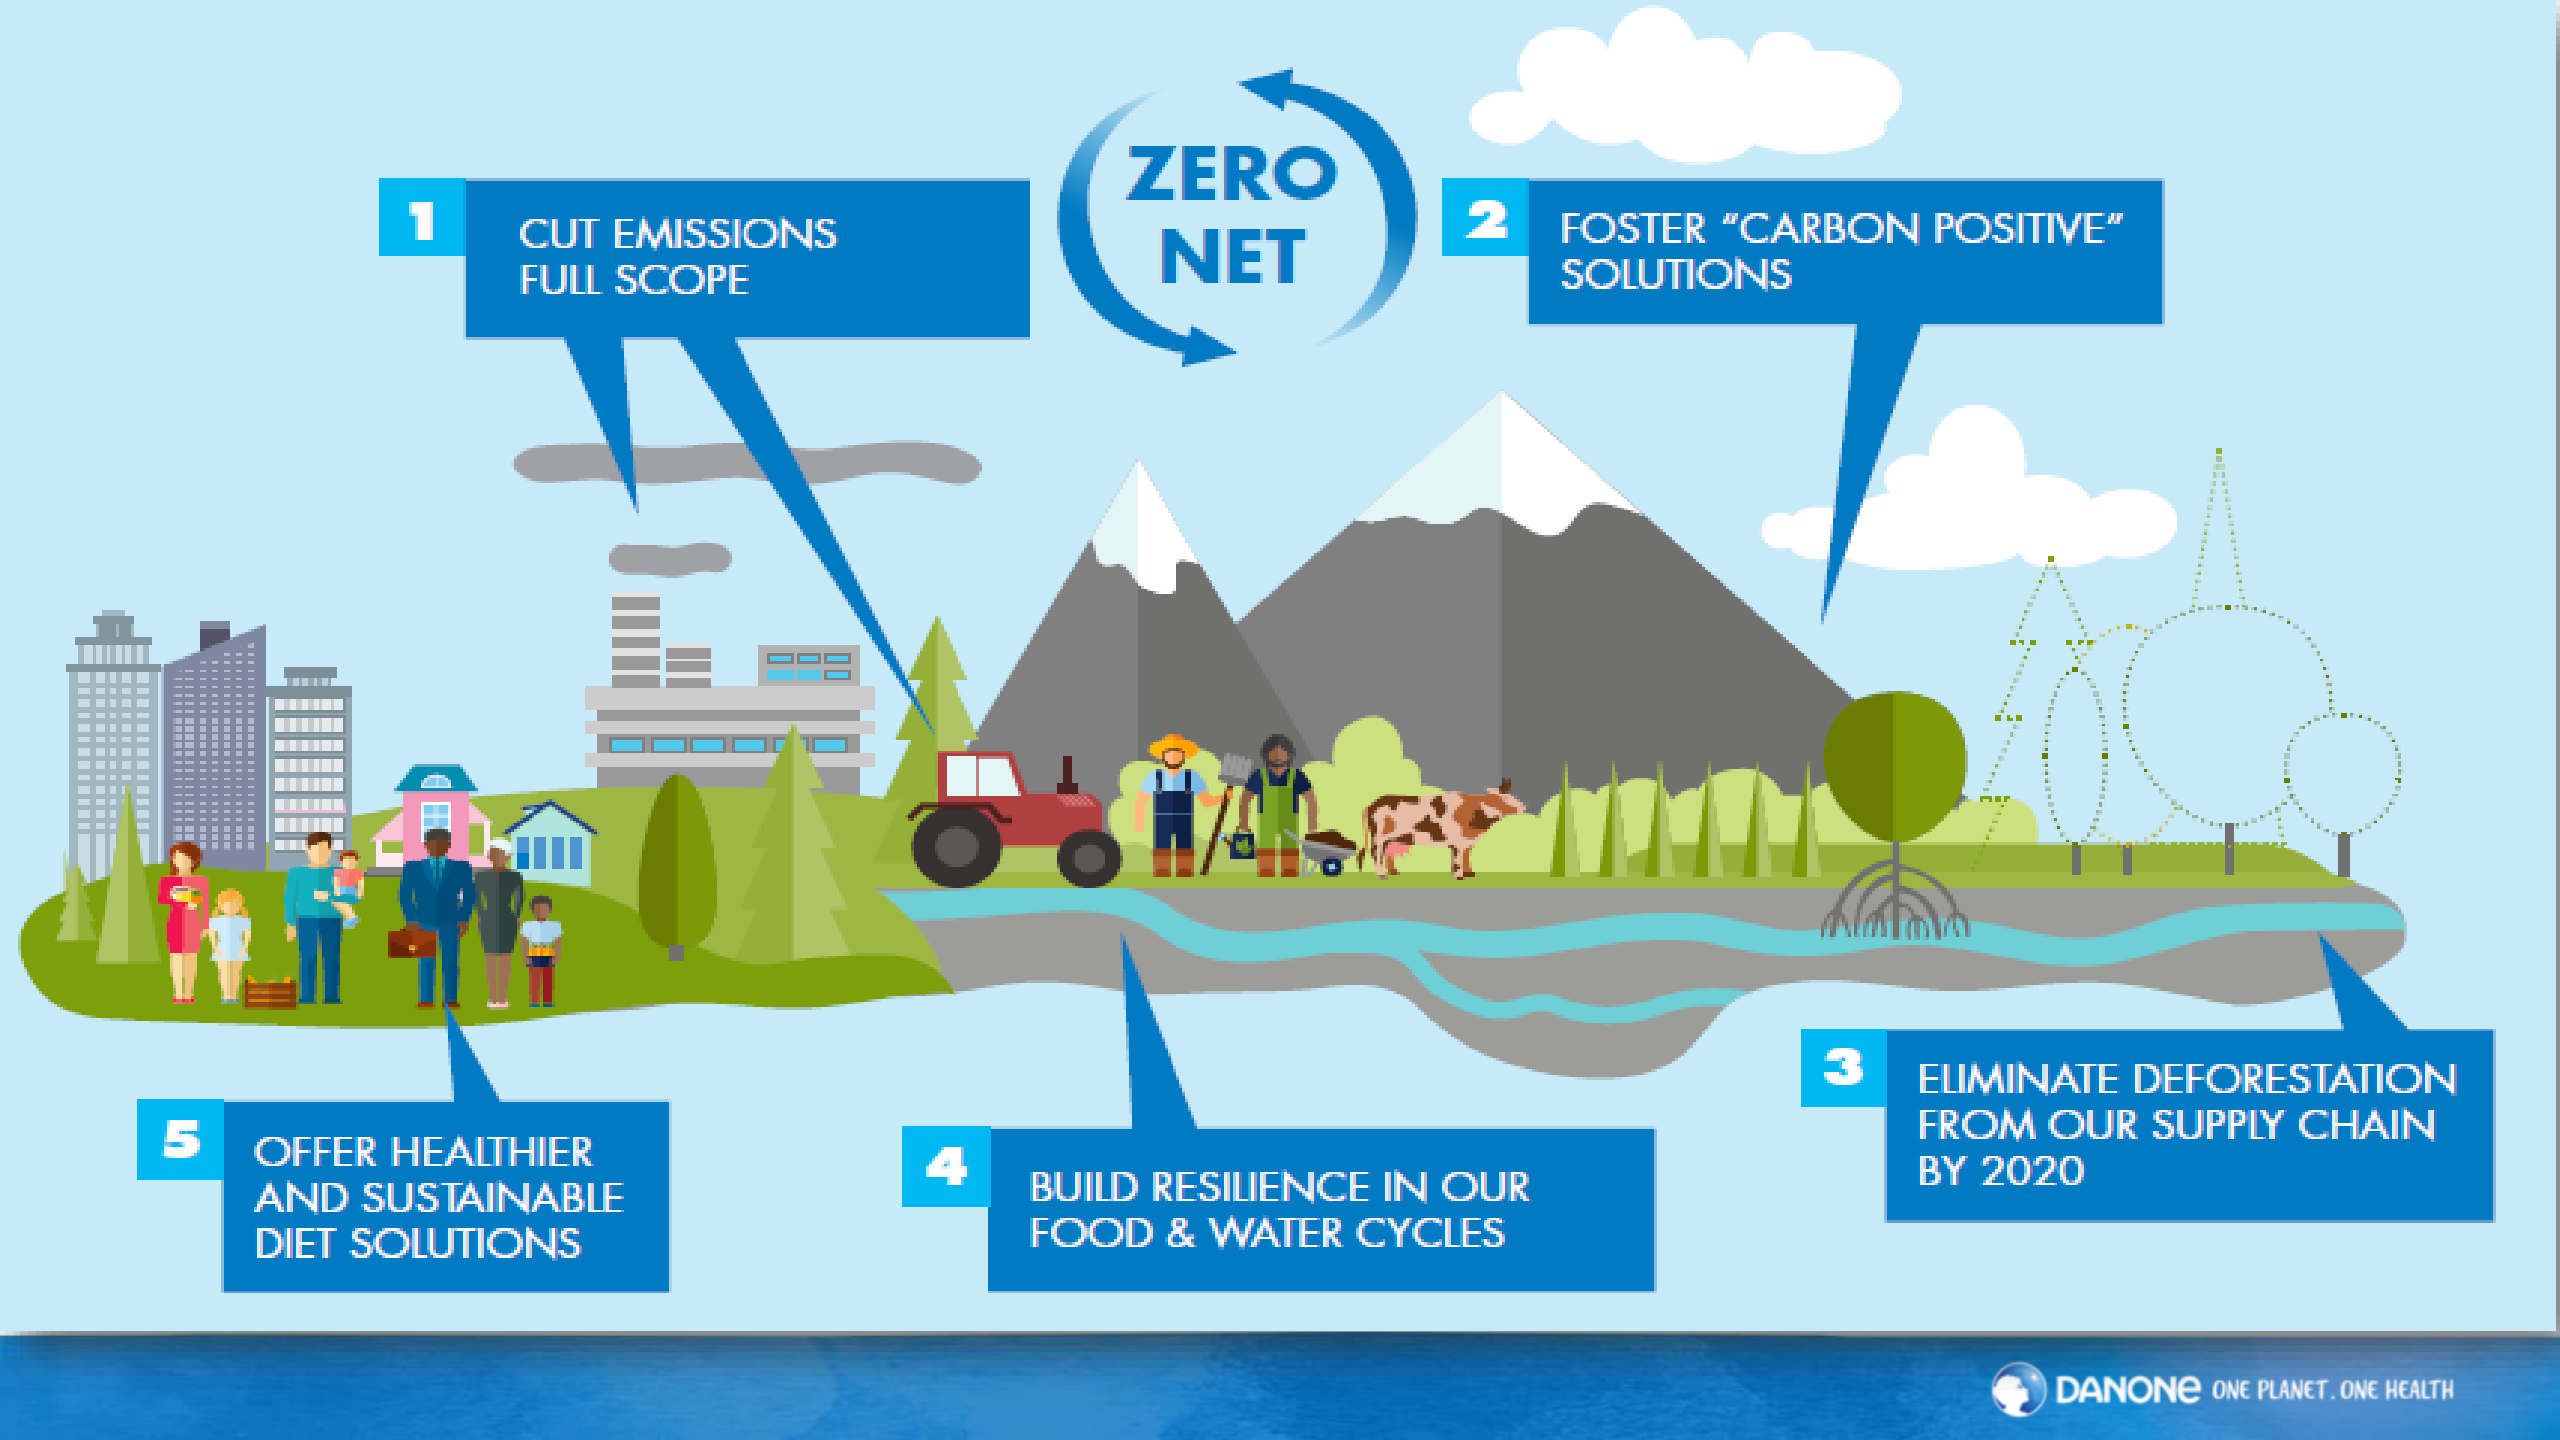 ZERO
NET
1
CUT EMISSIONS
FULL SCOPE
2
FOSTER “CARBON POSITIVE”
SOLUTIONS
3
ELIMINATE DEFORESTATION
FROM OUR SUPPLY CHAIN
BY 2020
4
BUILD RESILIENCE IN OUR
FOOD & WATER CYCLES
5
OFFER HEALTHIER
AND SUSTAINABLE
DIET SOLUTIONS
DANONE ONE PLANET. ONE HEALTH